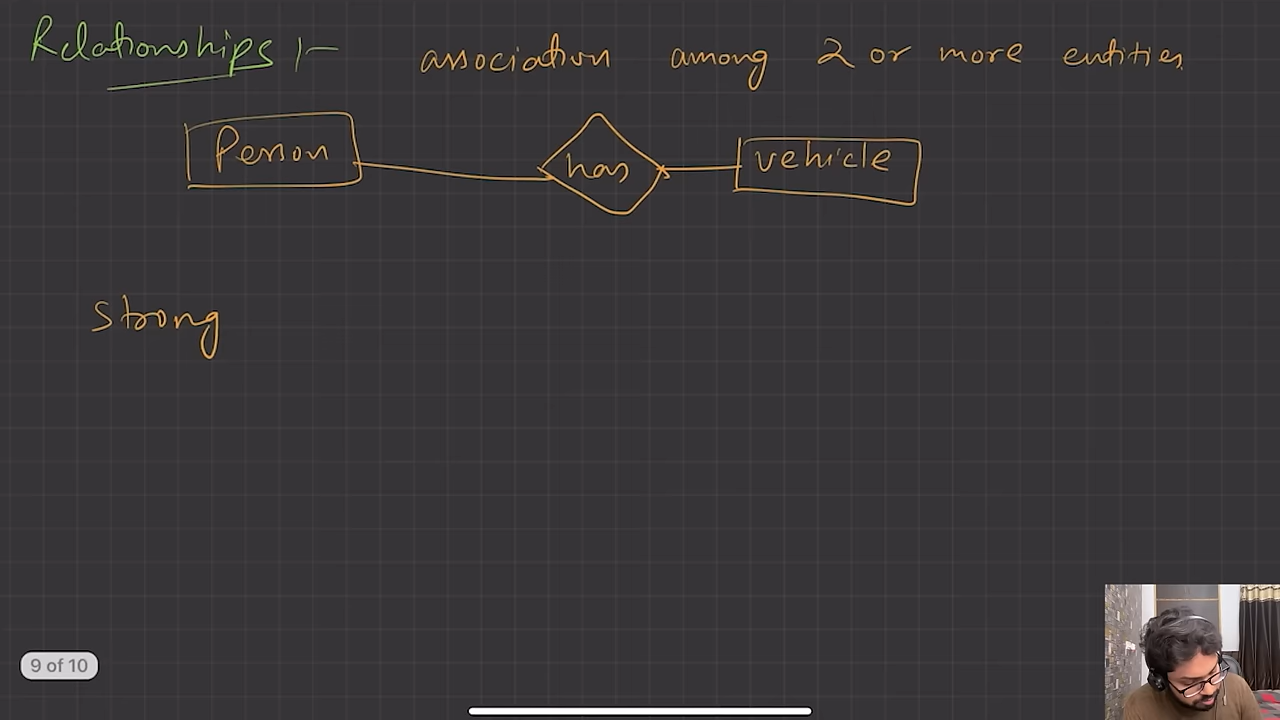 Relationships :- association among 2 or more entities
Person has vehicle
strong
9 of 10